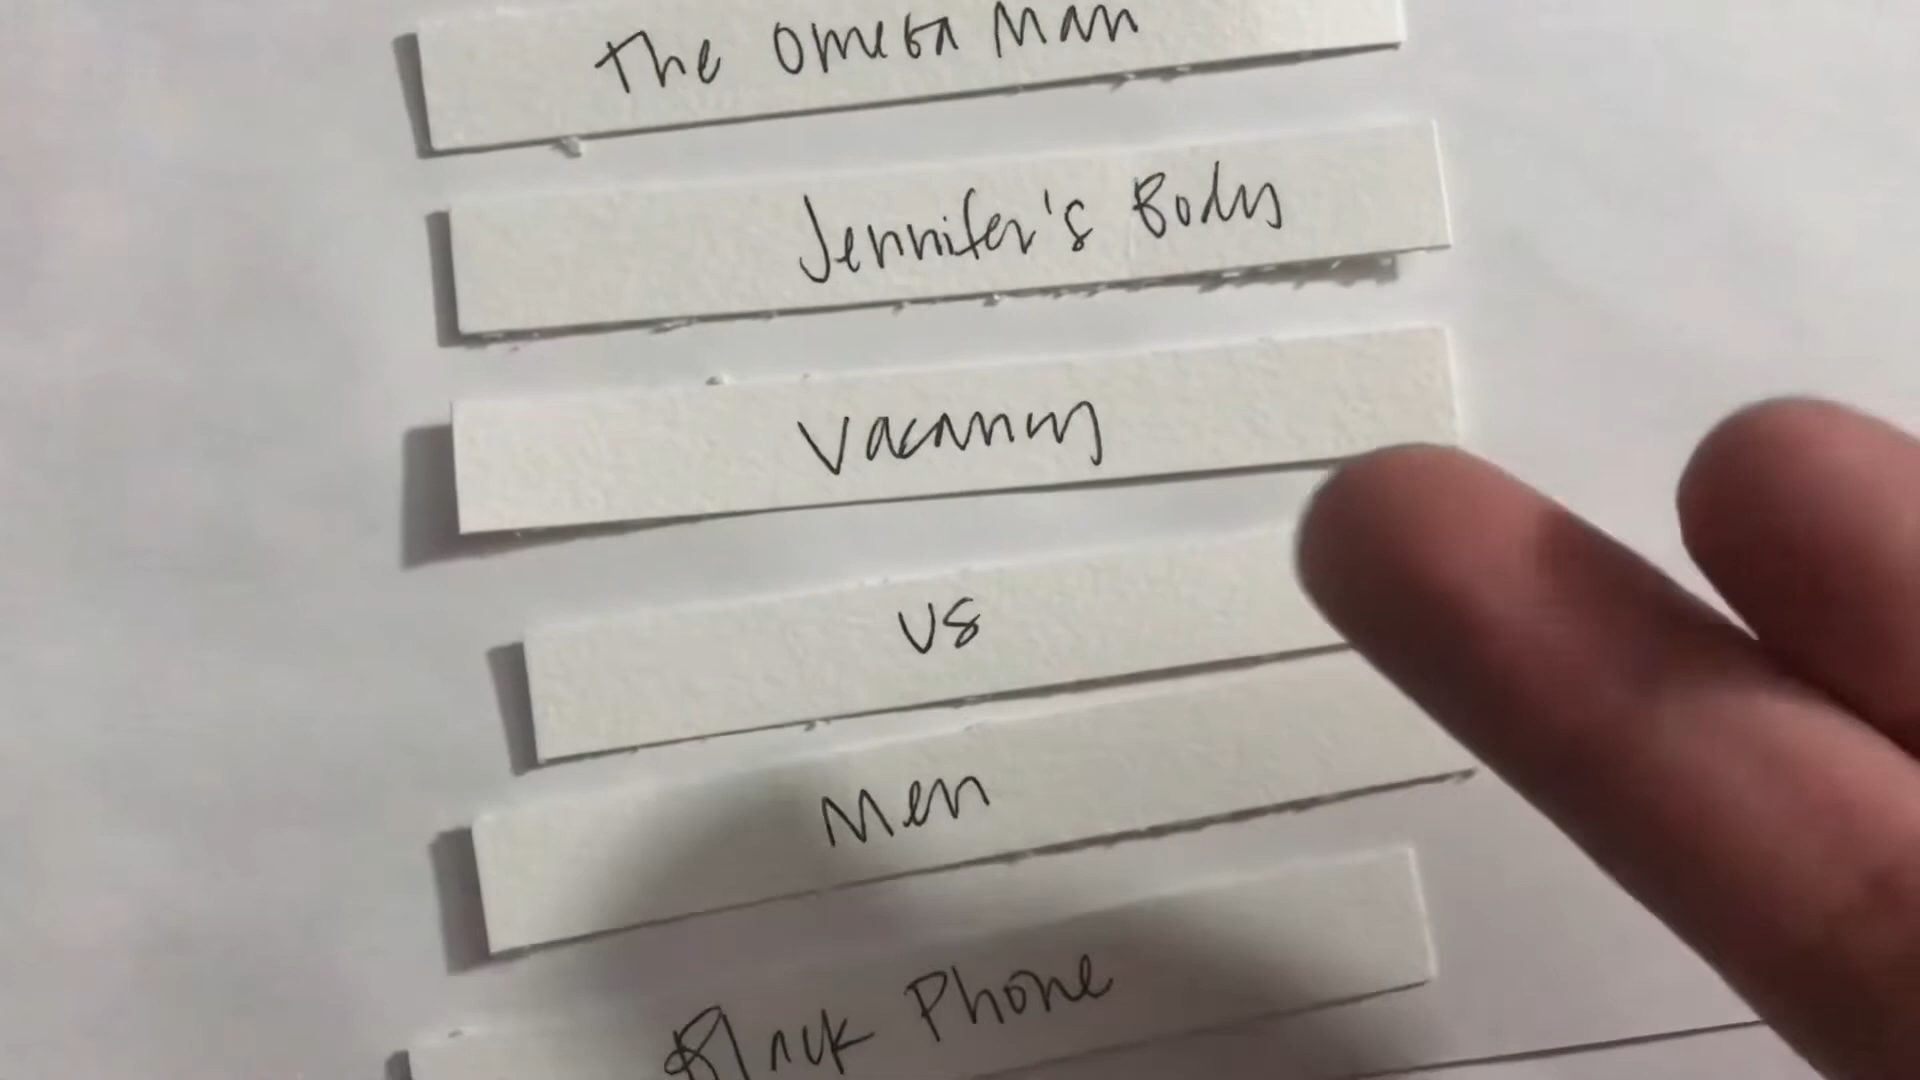 The Omega Man
Jennifer's Body
Vacancy
US
Men
Black Phone